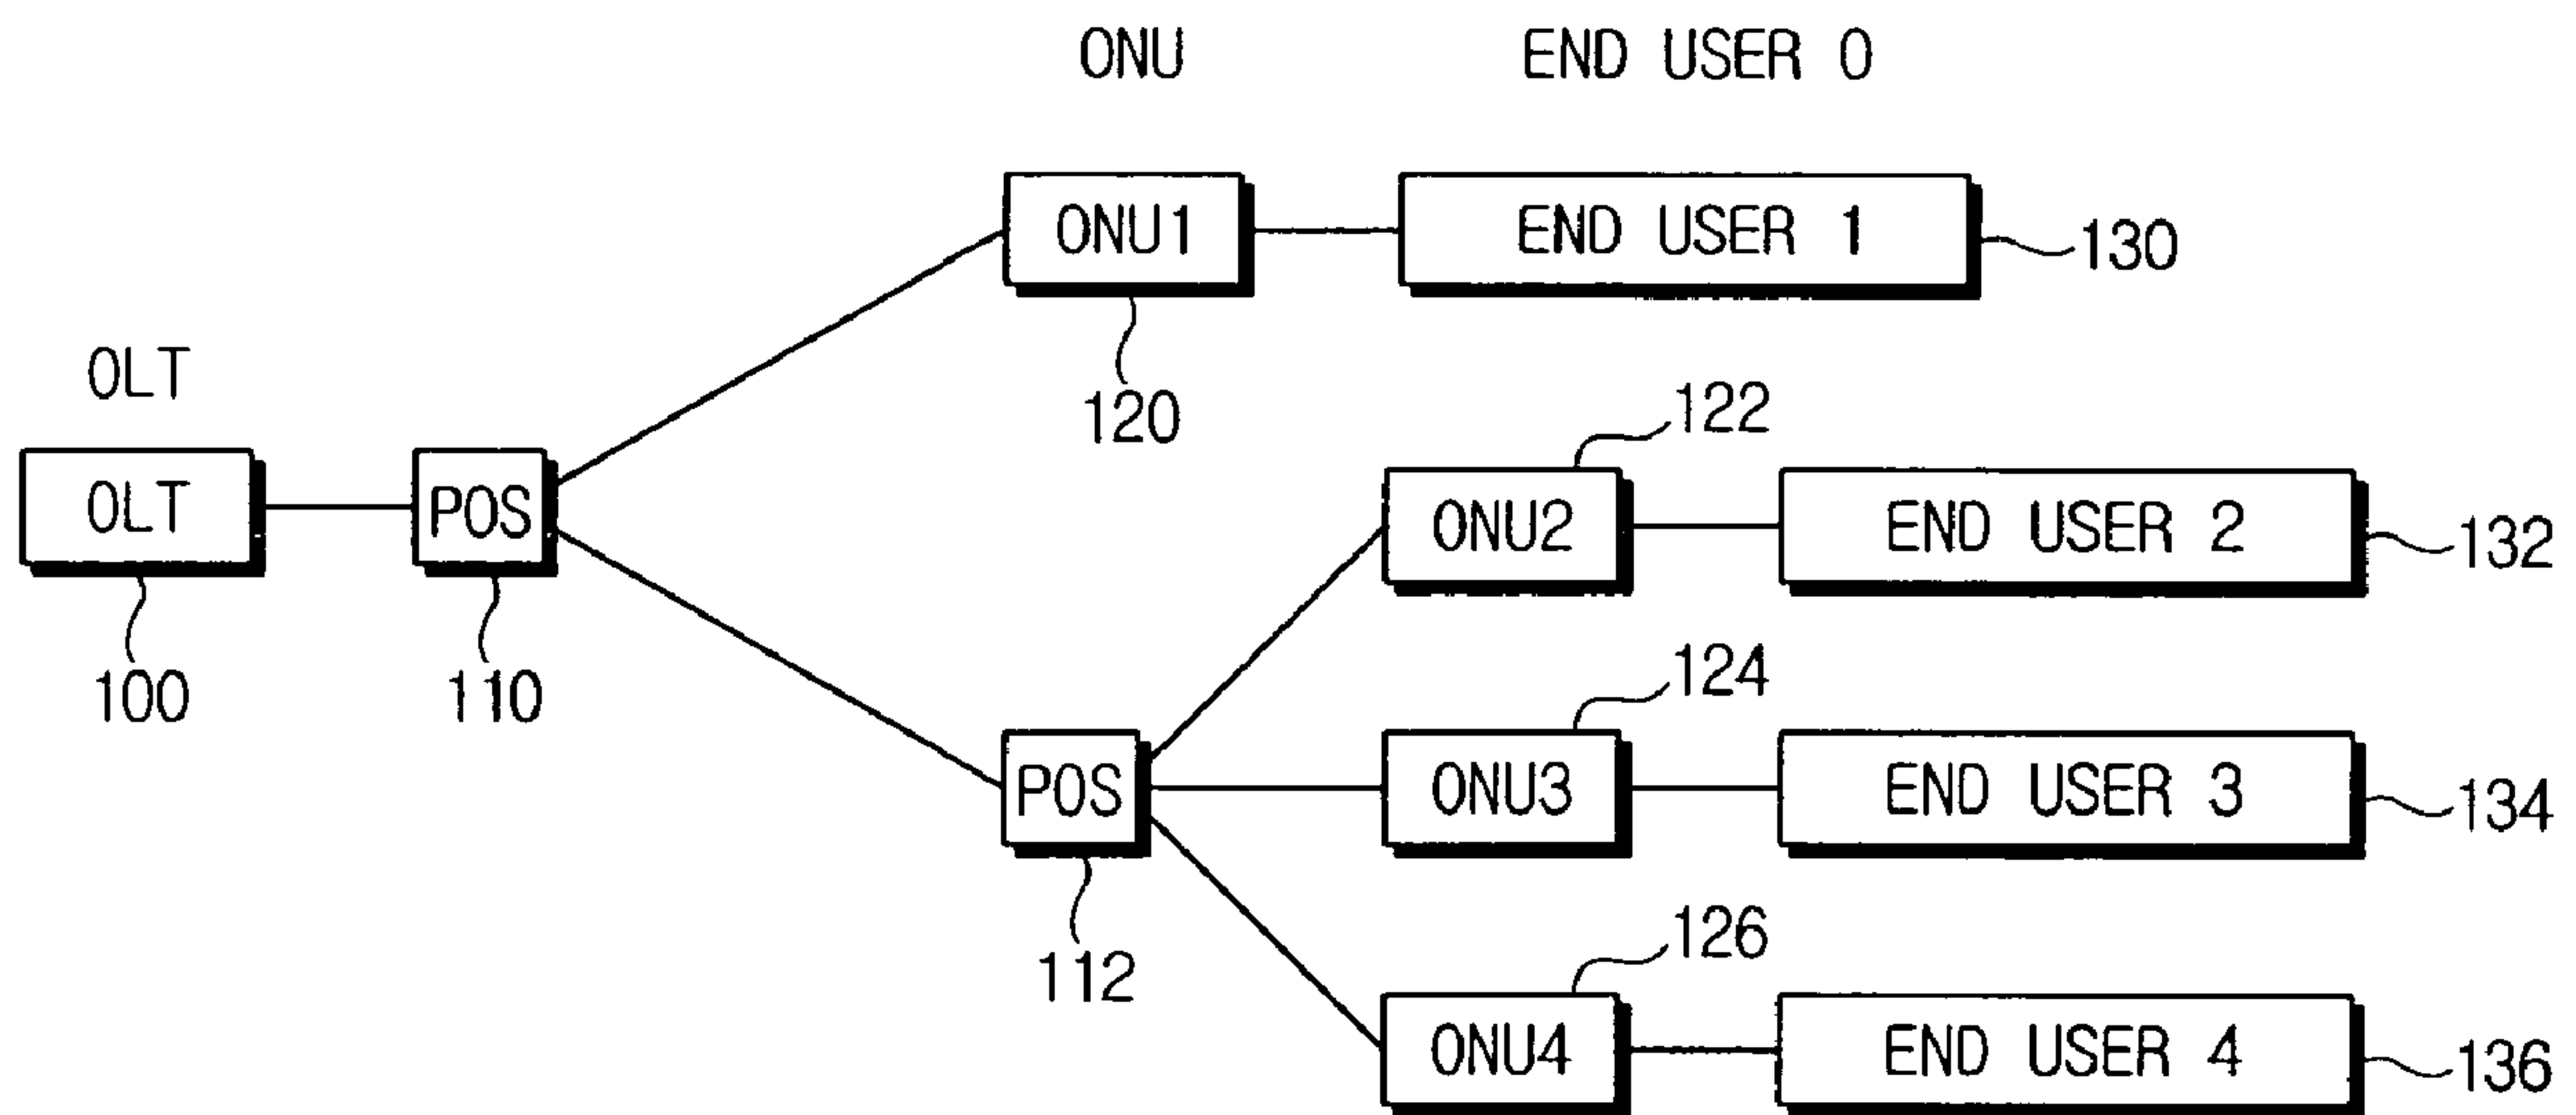 ONU END USER 0
ONU1 END USER 1 130
120
OLT
OLT POS
100 110
122
ONU2 END USER 2 132
124
POS ONU3 END USER 3 134
112
126
ONU4 END USER 4 136